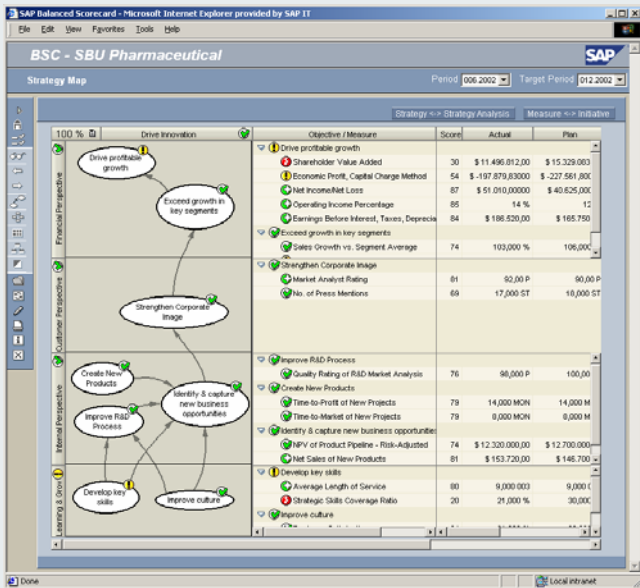 SAP Balanced Scorecard - Microsoft Internet Explorer provided by SAP IT
File Edit View Favorites Tools Help
BSC - SBU Pharmaceutical
SAP
Strategy Map
Period 006.2002 Target Period 012.2002
Strategy <-> Strategy Analysis Measure <-> Initiative
100 % Drive Innovation Objective / Measure Score Actual Plan
Financial Perspective
Drive profitable growth
Exceed growth in key segments
Drive profitable growth
Shareholder Value Added 30 $ 11.496.812,00 $ 15.329.083
Economic Profit, Capital Charge Method 54 $ -197.879,83000 $ -227.561,800
Net Income/Net Loss 87 $ 51.010,00000 $ 40.625,000
Operating Income Percentage 85 14 % 12
Earnings Before Interest, Taxes, Deprecia 84 $ 186.520,00 $ 165.750
Exceed growth in key segments
Sales Growth vs. Segment Average 74 103,000 % 106,000
Customer Perspective
Strengthen Corporate Image
Strengthen Corporate Image
Market Analyst Rating 81 92,00 P 90,00 P
No. of Press Mentions 69 17,000 ST 18,000 ST
Internal Perspective
Create New Products
Improve R&D Process
Identify & capture new business opportunities
Improve R&D Process
Quality Rating of R&D Market Analysis 76 98,000 P 100,00
Create New Products
Time-to-Profit of New Projects 79 14,000 MON 14,000 M
Time-to-Market of New Projects 79 8,000 MON 8,000 M
Identify & capture new business opportunities
NPV of Product Pipeline - Risk-Adjusted 74 $ 12.320.000,00 $ 12.700.000
Net Sales of New Products 81 $ 153.720,00 $ 146.700
Learning & Grow
Develop key skills
Improve culture
Develop key skills
Average Length of Service 80 9,000 003 9,000
Strategic Skills Coverage Ratio 20 21,000 % 30,000
Improve culture
Done Local intranet